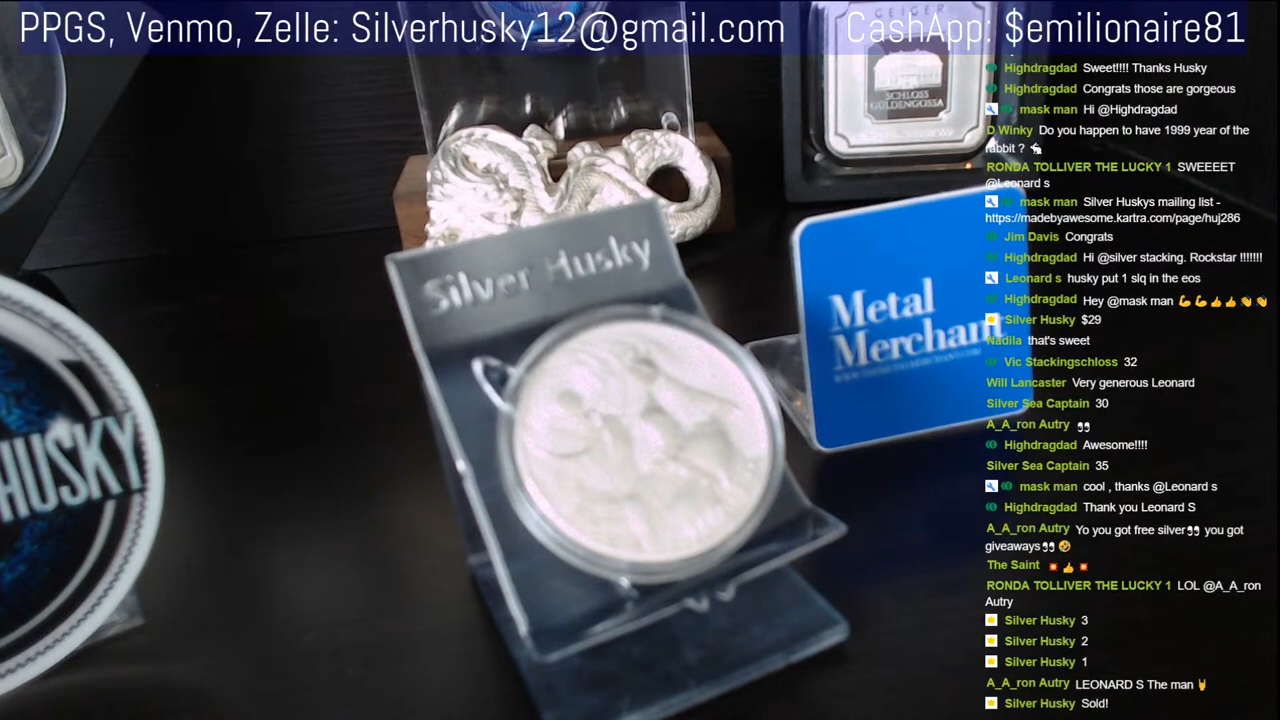 PPGS, Venmo, Zelle: Silverhusky12@gmail.com
CashApp: $emilionaire81
GEIGER
SCHLOSS
GÜLDENGOSSA
Silver Husky
Metal
Merchant
HUSKY
Highdragdad Sweet!!!! Thanks Husky
Highdragdad Congrats those are gorgeous
mask man Hi @Highdragdad
D Winky Do you happen to have 1999 year of the
rabbit ? 🐇
RONDA TOLLIVER THE LUCKY 1 SWEEEET
@Leonard s
mask man Silver Huskys mailing list -
https://madebyawesome.kartra.com/page/huj286
Jim Davis Congrats
Highdragdad Hi @silver stacking. Rockstar !!!!!!!
Leonard s husky put 1 slq in the eos
Highdragdad Hey @mask man 💪💪👍👍👏👏
Silver Husky $29
Nadila that's sweet
Vic Stackingschloss 32
Will Lancaster Very generous Leonard
Silver Sea Captain 30
A_A_ron Autry 👀
Highdragdad Awesome!!!!
Silver Sea Captain 35
mask man cool , thanks @Leonard s
Highdragdad Thank you Leonard S
A_A_ron Autry Yo you got free silver👀 you got
giveaways👀 🤣
The Saint 💥👍💥
RONDA TOLLIVER THE LUCKY 1 LOL @A_A_ron
Autry
Silver Husky 3
Silver Husky 2
Silver Husky 1
A_A_ron Autry LEONARD S The man 🤘
Silver Husky Sold!